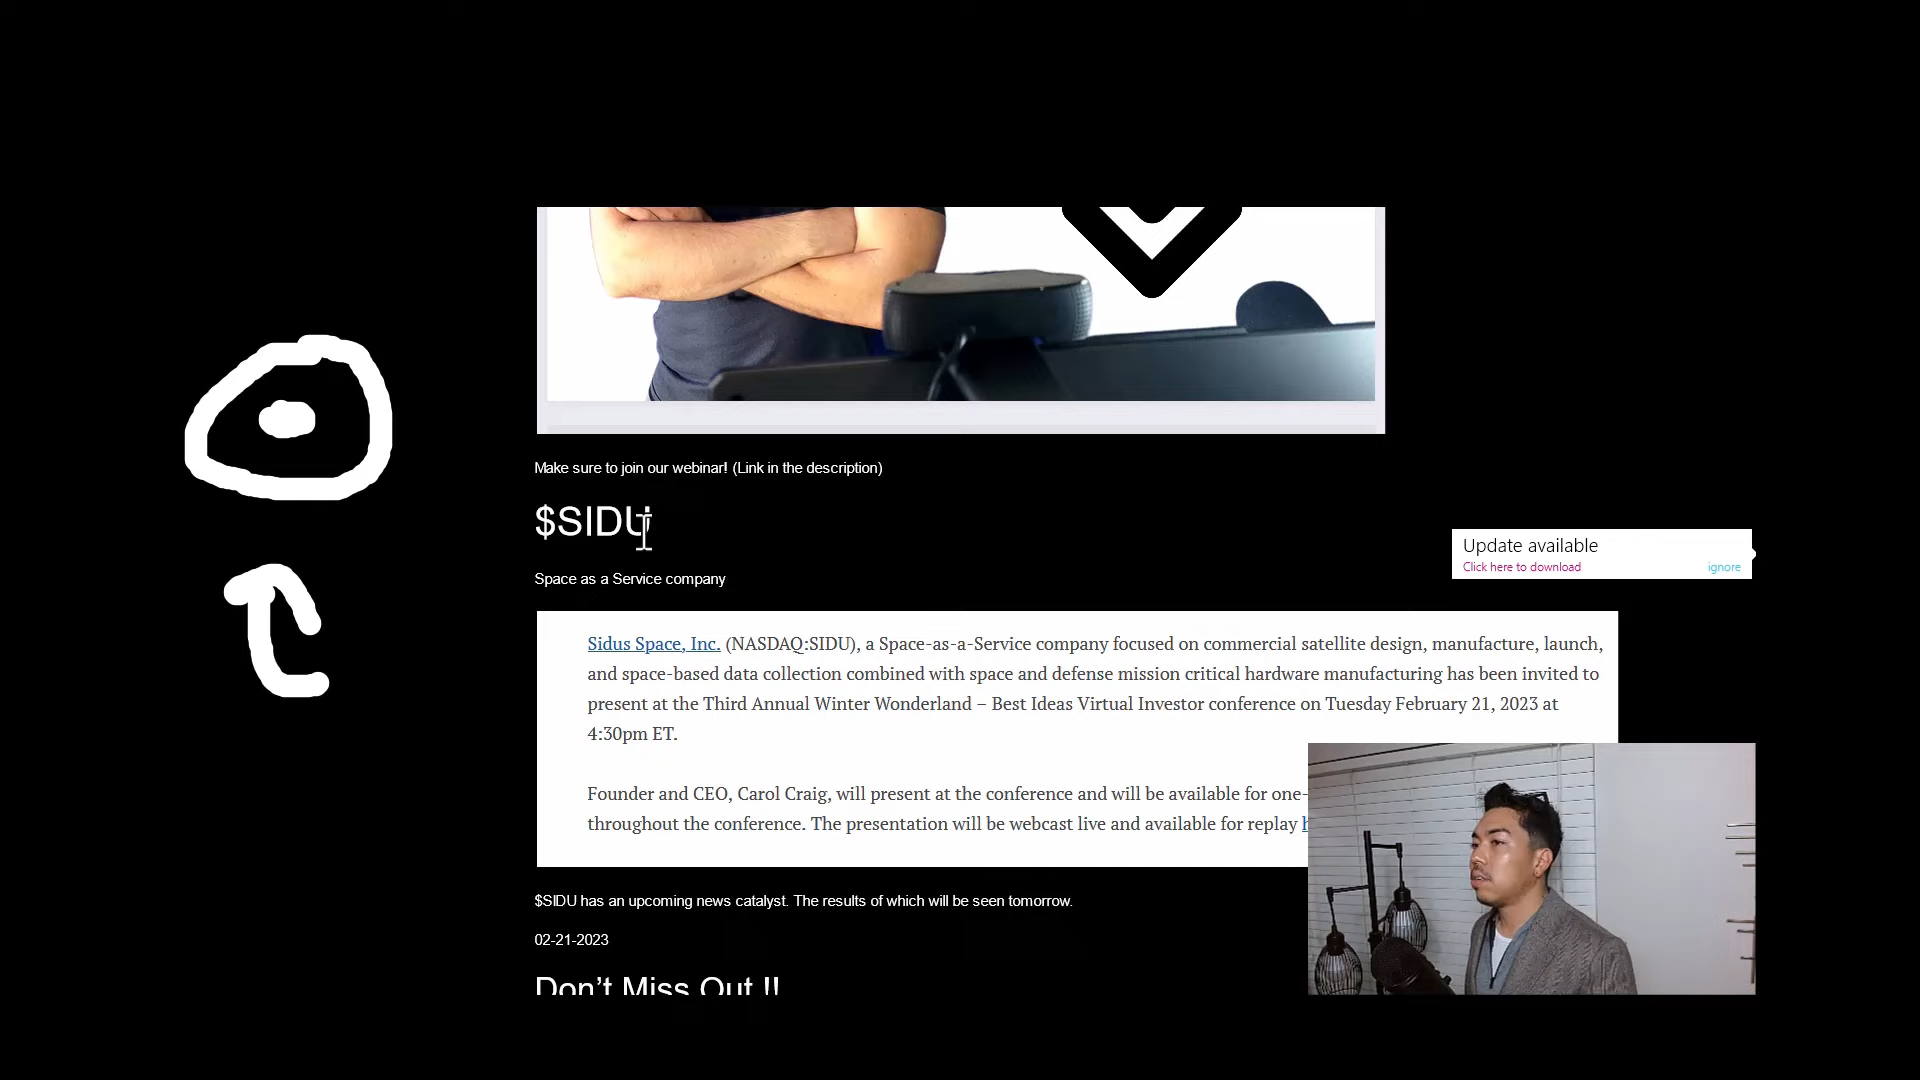 Make sure to join our webinar! (Link in the description)
$SIDU
Update available
Click here to download ignore
Space as a Service company
Sidus Space, Inc. (NASDAQ:SIDU), a Space-as-a-Service company focused on commercial satellite design, manufacture, launch,
and space-based data collection combined with space and defense mission critical hardware manufacturing has been invited to
present at the Third Annual Winter Wonderland – Best Ideas Virtual Investor conference on Tuesday February 21, 2023 at
4:30pm ET.
Founder and CEO, Carol Craig, will present at the conference and will be available for one-
throughout the conference. The presentation will be webcast live and available for replay h
$SIDU has an upcoming news catalyst. The results of which will be seen tomorrow.
02-21-2023
Don’t Miss Out !!